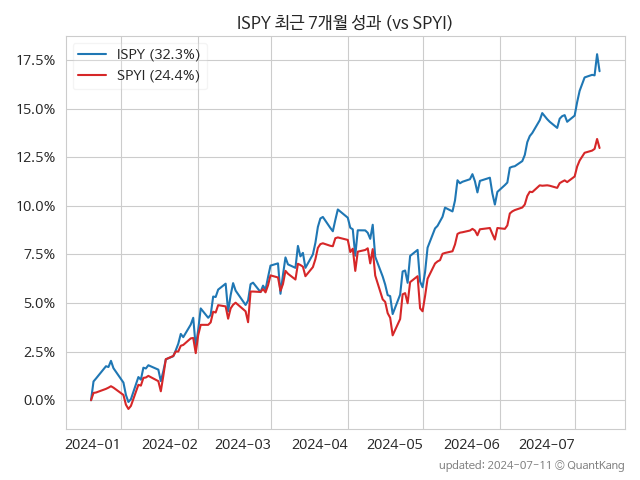 ISPY 최근 7개월 성과 (vs SPYI)
ISPY (32.3%)
SPYI (24.4%)
17.5%
15.0%
12.5%
10.0%
7.5%
5.0%
2.5%
0.0%
2024-01 2024-02 2024-03 2024-04 2024-05 2024-06 2024-07
updated: 2024-07-11 © QuantKang